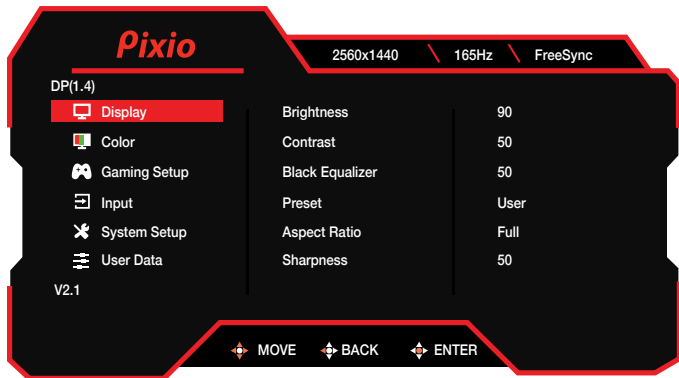 Pixio
2560x1440 \ 165Hz \ FreeSync
DP(1.4)
Display Brightness 90
Color Contrast 50
Gaming Setup Black Equalizer 50
Input Preset User
System Setup Aspect Ratio Full
User Data Sharpness 50
V2.1
MOVE BACK ENTER